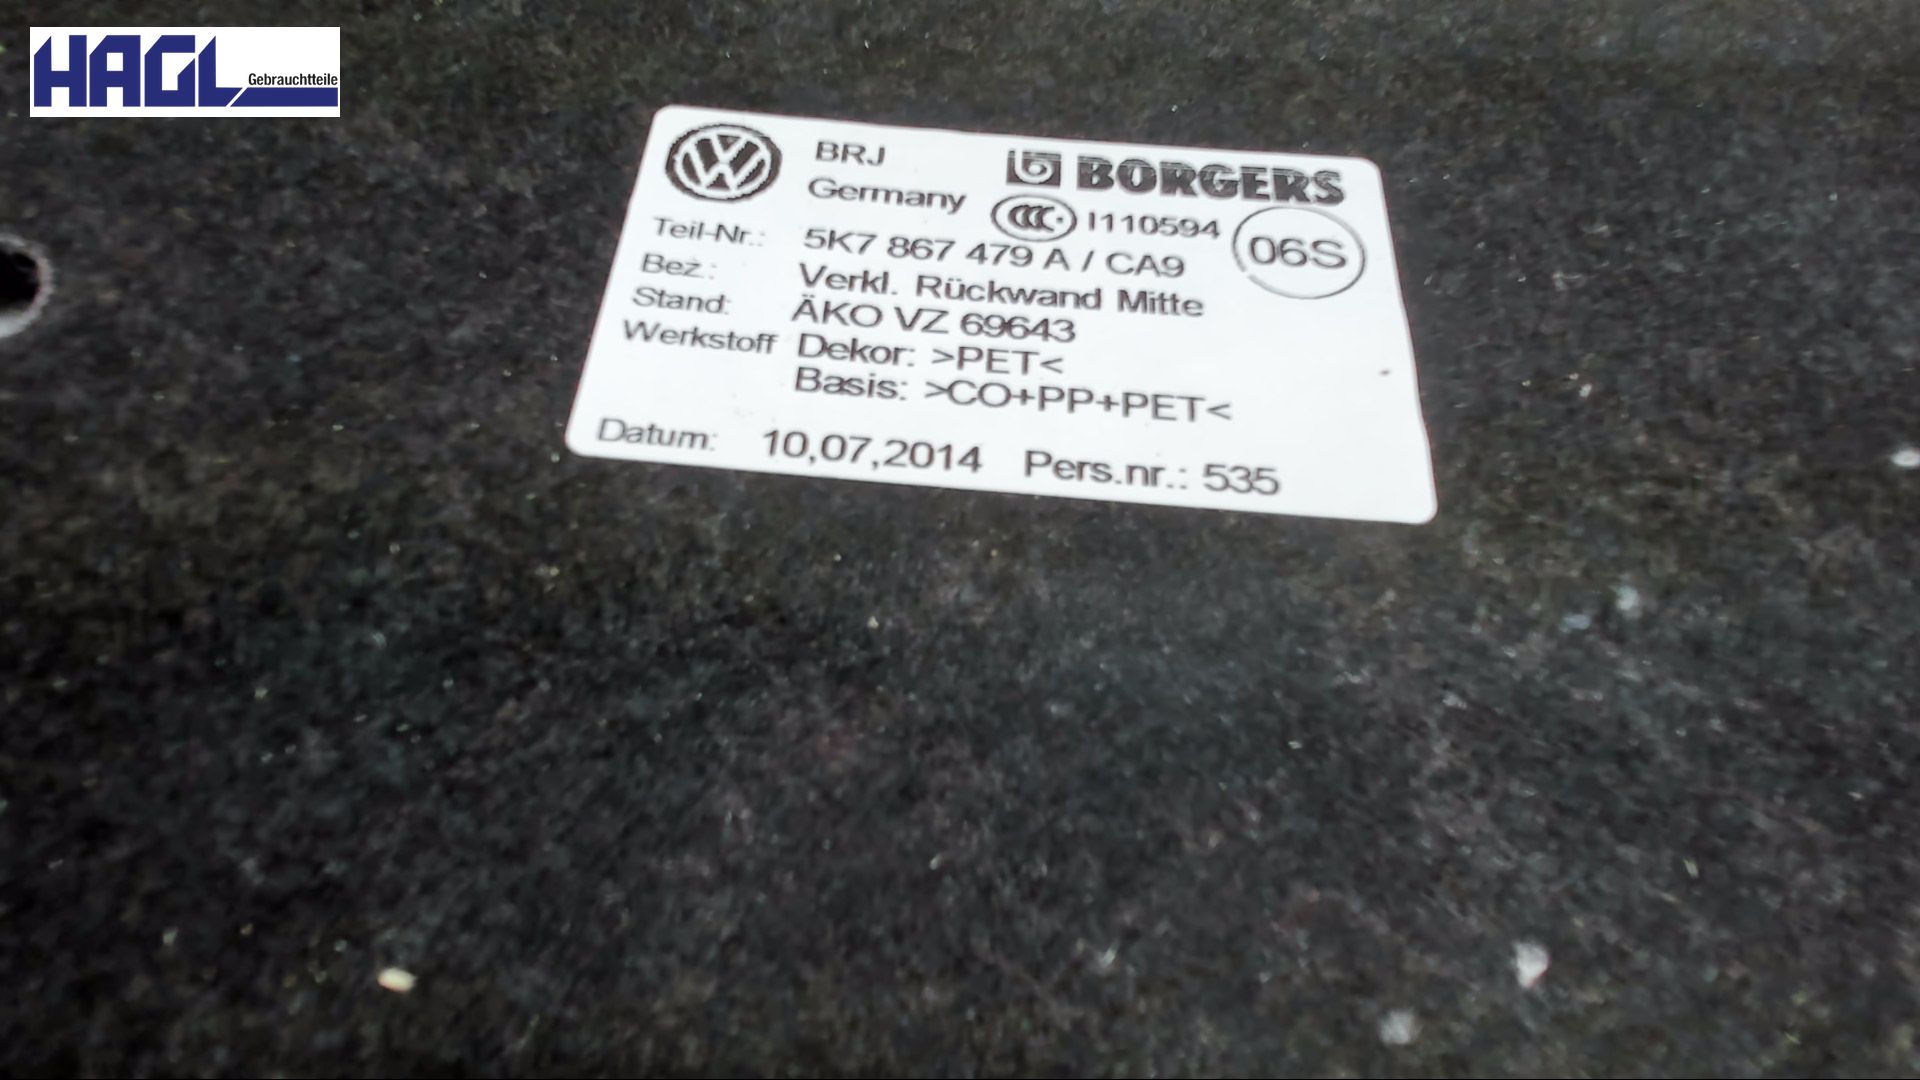 HAGL Gebrauchtteile
BRJ
BORGERS
Germany
CCC I110594
06S
Teil-Nr.: 5K7 867 479 A / CA9
Bez.: Verkl. Rückwand Mitte
Stand: ÄKO VZ 69643
Werkstoff Dekor: >PET<
Basis: >CO+PP+PET<
Datum: 10,07,2014 Pers.nr.: 535